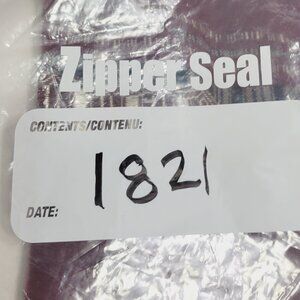 Zipper Seal
CONTENTS/CONTENU:
1821
DATE: